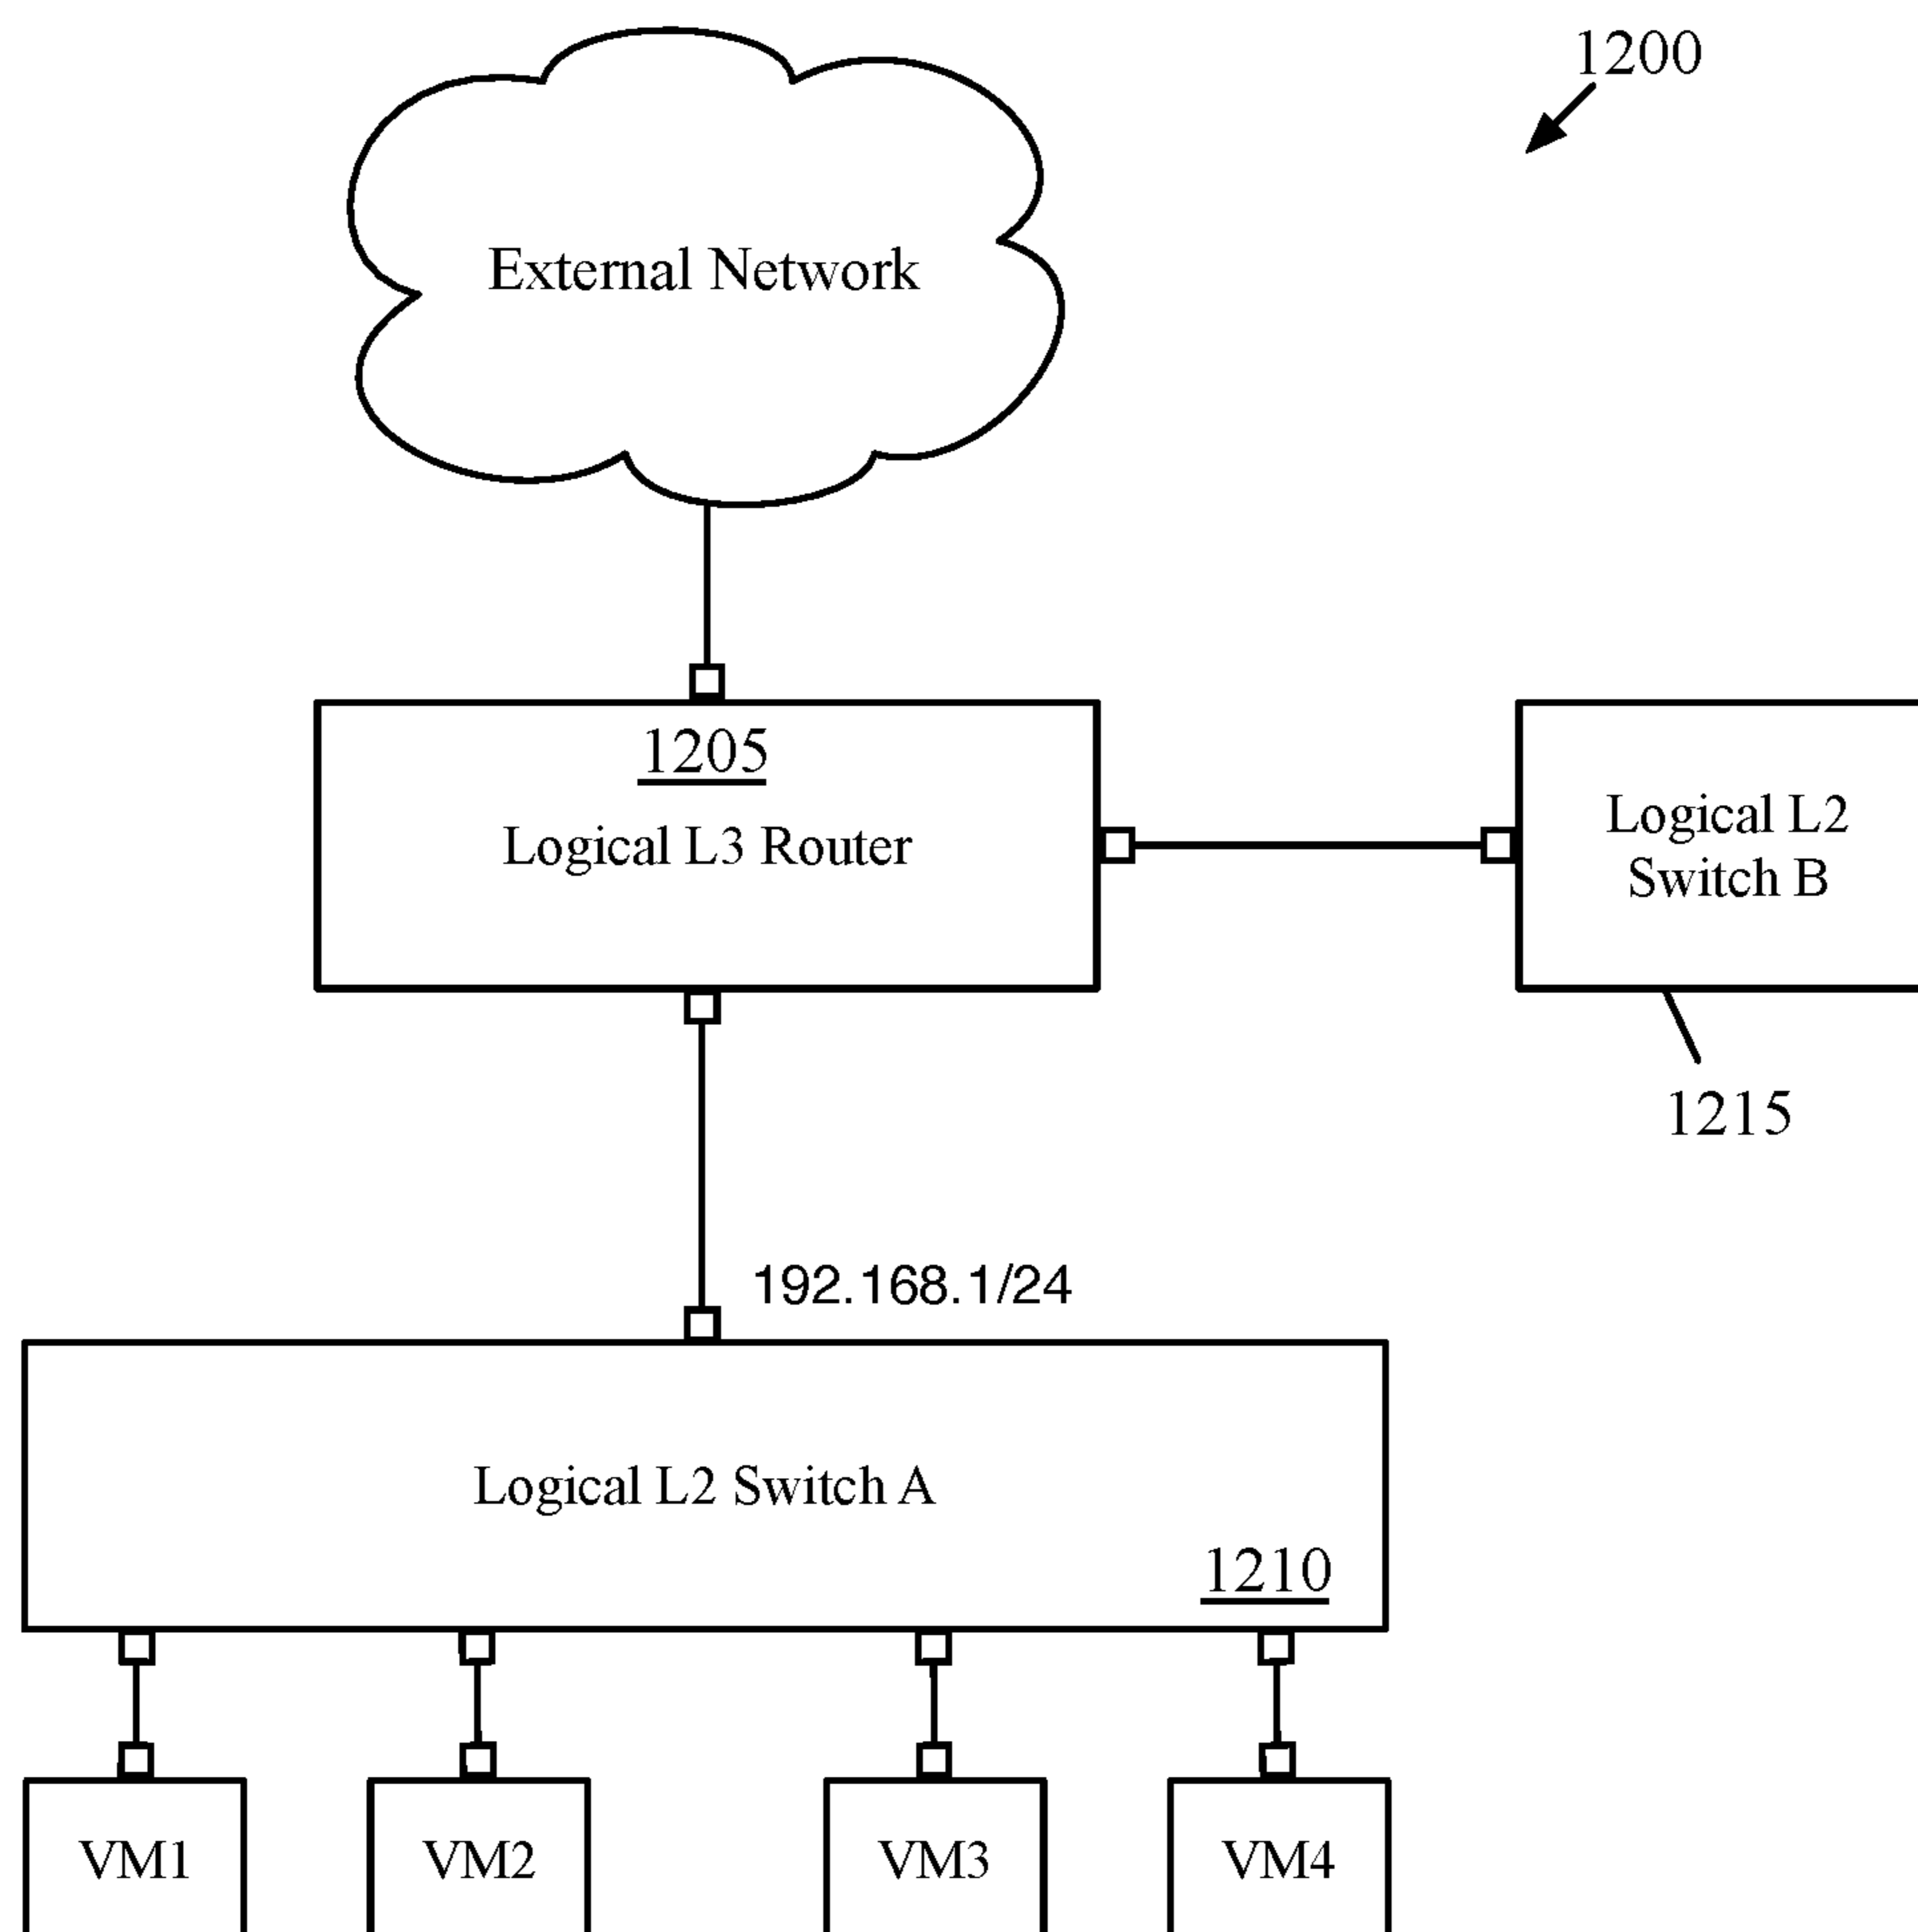 1200
External Network
1205
Logical L3 Router
Logical L2
Switch B
1215
192.168.1/24
Logical L2 Switch A
1210
VM1
VM2
VM3
VM4